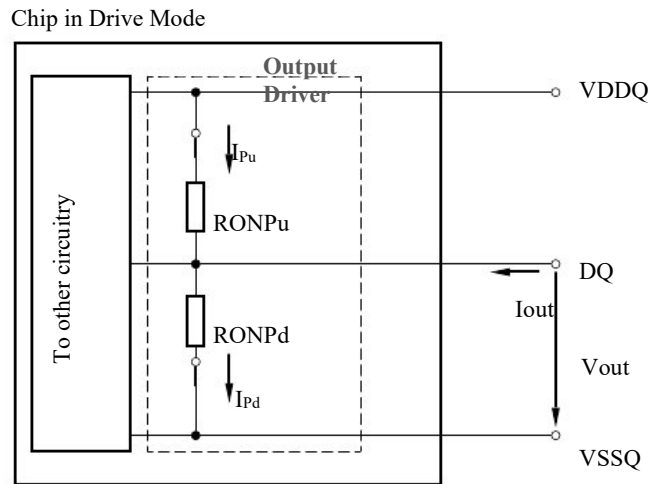 Chip in Drive Mode
Output
Driver
VDDQ
IPu
To other circuitry
RONPu
DQ
Iout
RONPd
Vout
IPd
VSSQ